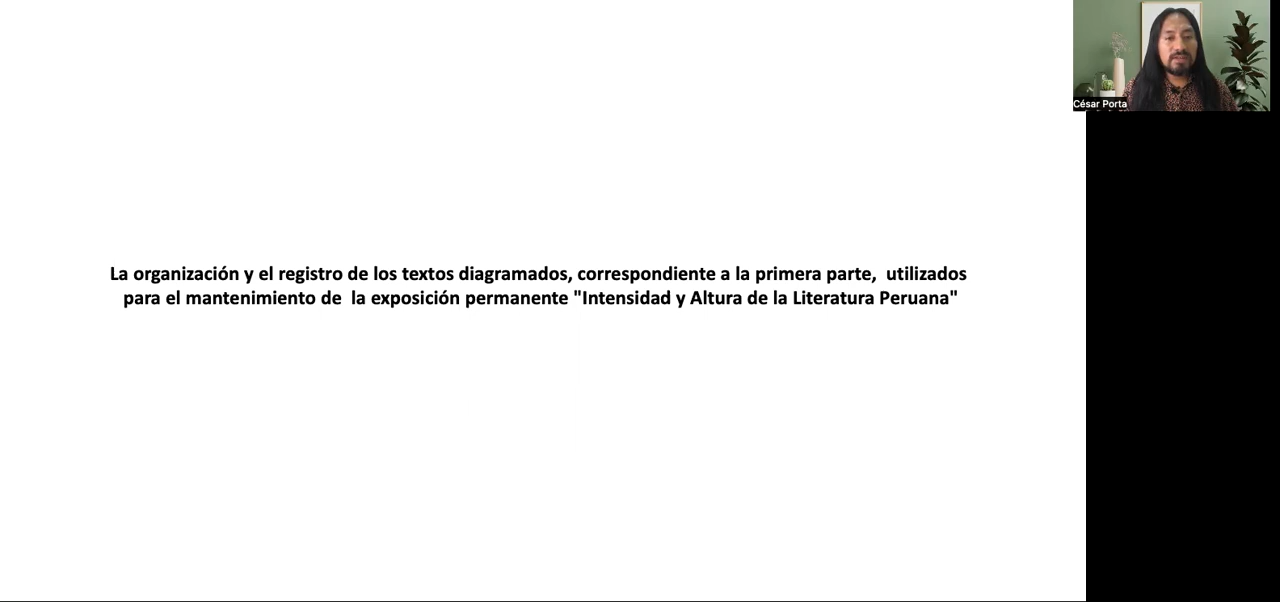 César Porta
La organización y el registro de los textos diagramados, correspondiente a la primera parte,  utilizados
para el mantenimiento de  la exposición permanente "Intensidad y Altura de la Literatura Peruana"